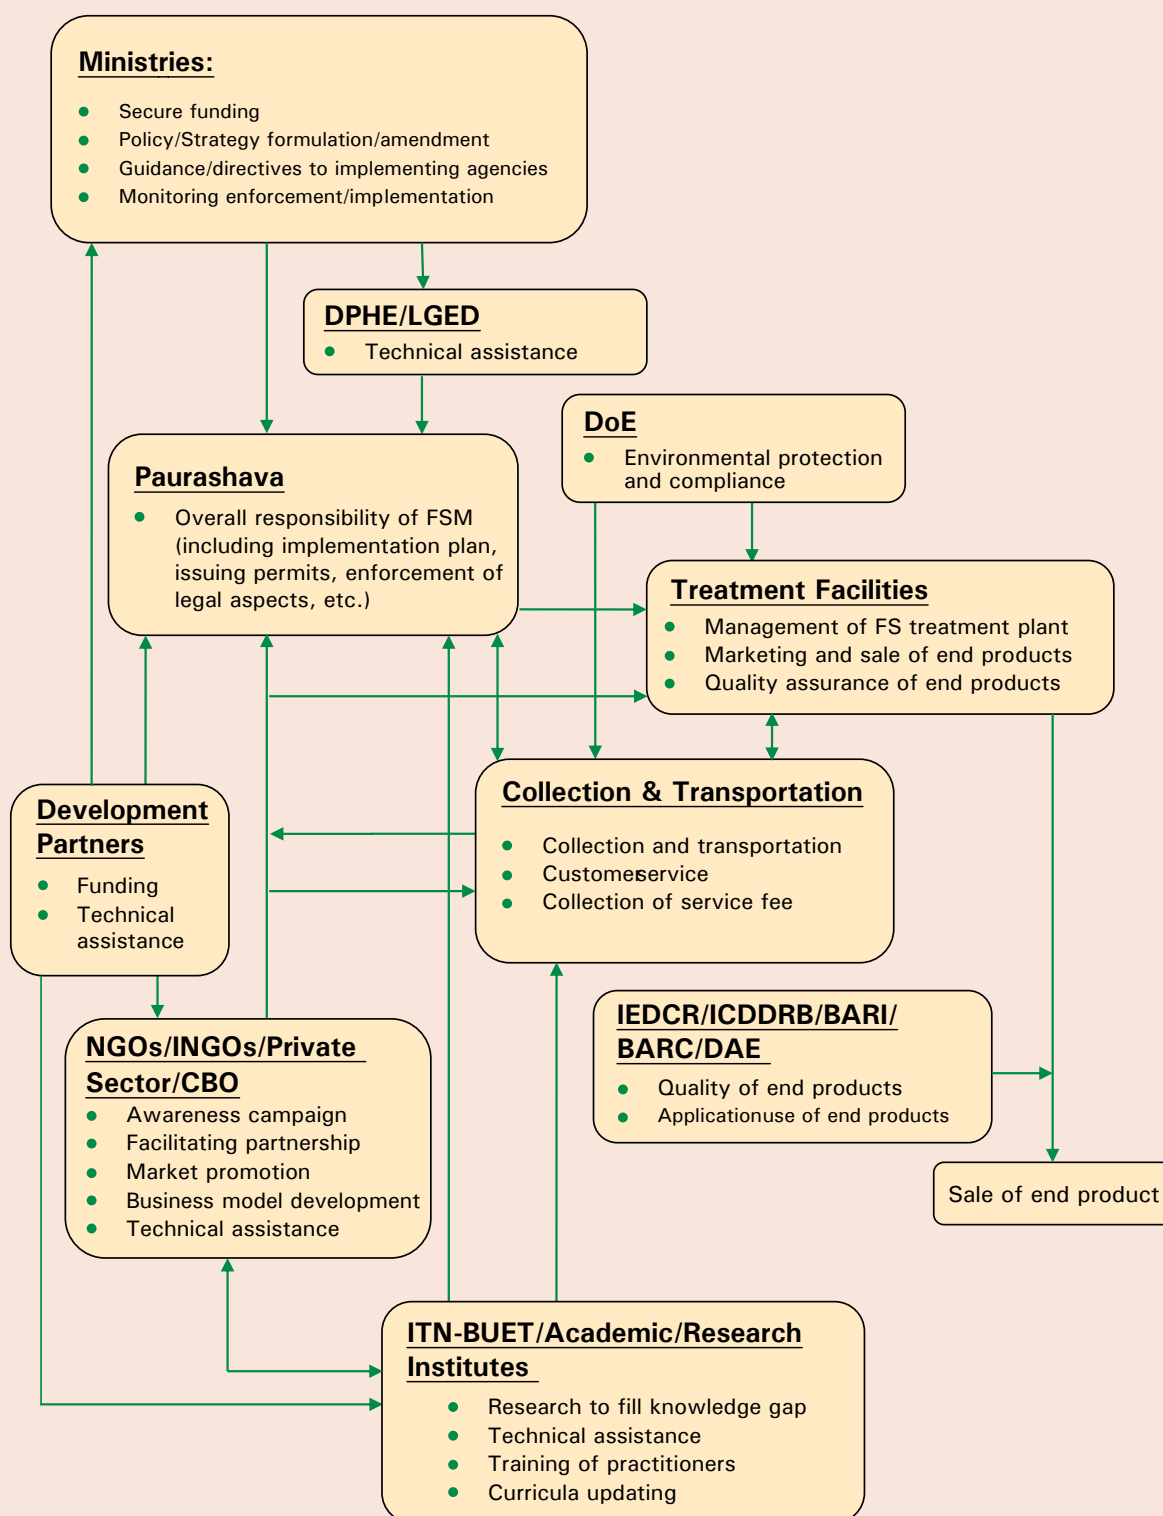 Ministries:
Secure funding
Policy/Strategy formulation/amendment
Guidance/directives to implementing agencies
Monitoring enforcement/implementation
DPHE/LGED
Technical assistance
DoE
Environmental protection
and compliance
Paurashava
Overall responsibility of FSM
(including implementation plan,
issuing permits, enforcement of
legal aspects, etc.)
Treatment Facilities
Management of FS treatment plant
Marketing and sale of end products
Quality assurance of end products
Collection & Transportation
Collection and transportation
Customerservice
Collection of service fee
Development
Partners
Funding
Technical
assistance
IEDCR/ICDDRB/BARI/
BARC/DAE
Quality of end products
Applicationuse of end products
NGOs/INGOs/Private
Sector/CBO
Awareness campaign
Facilitating partnership
Market promotion
Business model development
Technical assistance
Sale of end product
ITN-BUET/Academic/Research
Institutes
Research to fill knowledge gap
Technical assistance
Training of practitioners
Curricula updating